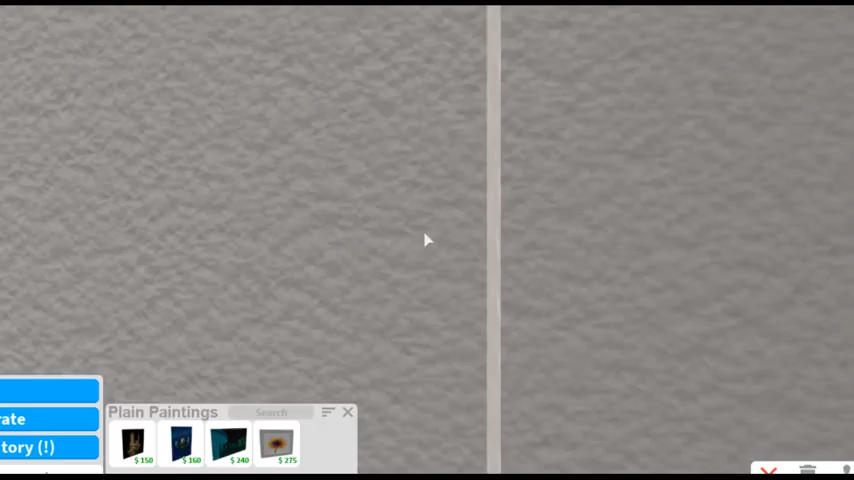 rate
tory (!)
Plain Paintings
Search
$ 150
$ 160
$ 240
$ 275